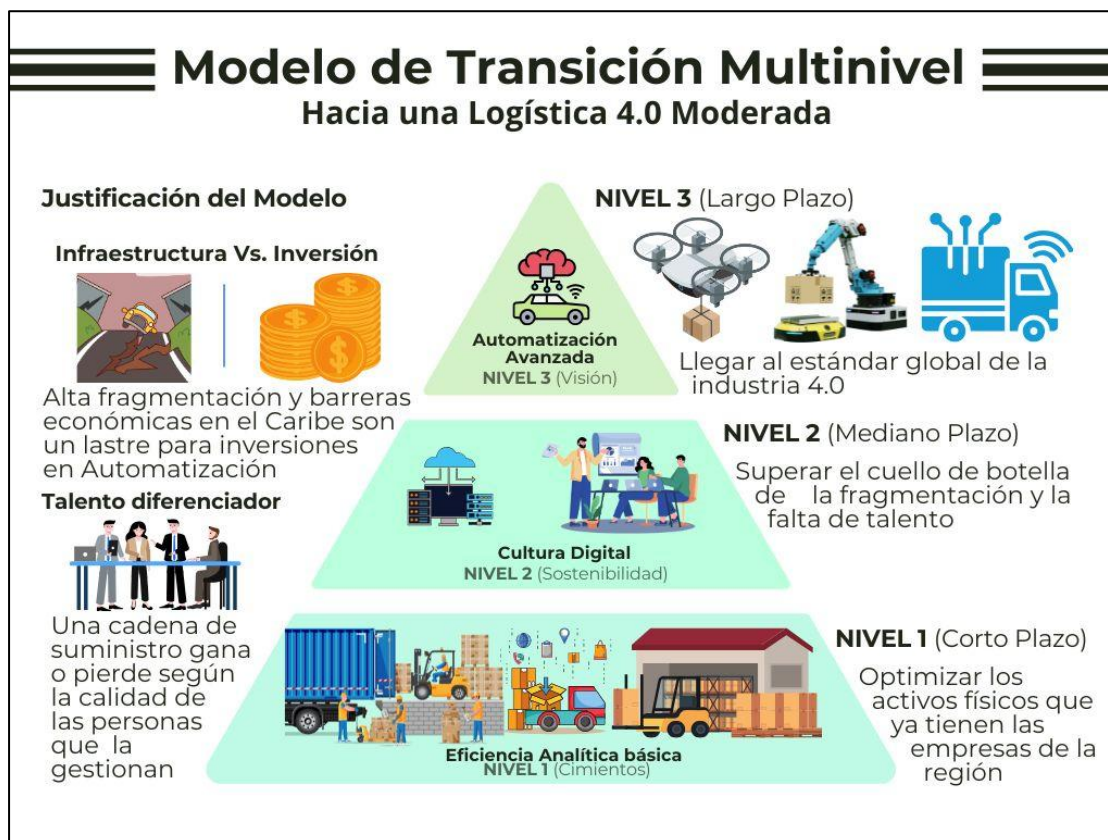 Modelo de Transición Multinivel
Hacia una Logística 4.0 Moderada
Justificación del Modelo
Infraestructura Vs. Inversión
Alta fragmentación y barreras
económicas en el Caribe son
un lastre para inversiones
en Automatización
Talento diferenciador
Una cadena de
suministro gana
o pierde según
la calidad de
las personas
que la
gestionan
Automatización
Avanzada
NIVEL 3 (Visión)
Cultura Digital
NIVEL 2 (Sostenibilidad)
Eficiencia Analítica básica
NIVEL 1 (Cimientos)
NIVEL 3 (Largo Plazo)
Llegar al estándar global de la
industria 4.0
NIVEL 2 (Mediano Plazo)
Superar el cuello de botella
de la fragmentación y la
falta de talento
NIVEL 1 (Corto Plazo)
Optimizar los
activos físicos que
ya tienen las
empresas de la
región